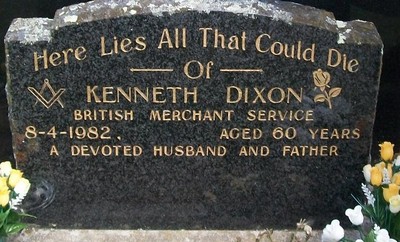 Here Lies All That Could Die
Of
KENNETH DIXON
BRITISH MERCHANT SERVICE
8-4-1982. AGED 60 YEARS
A DEVOTED HUSBAND AND FATHER